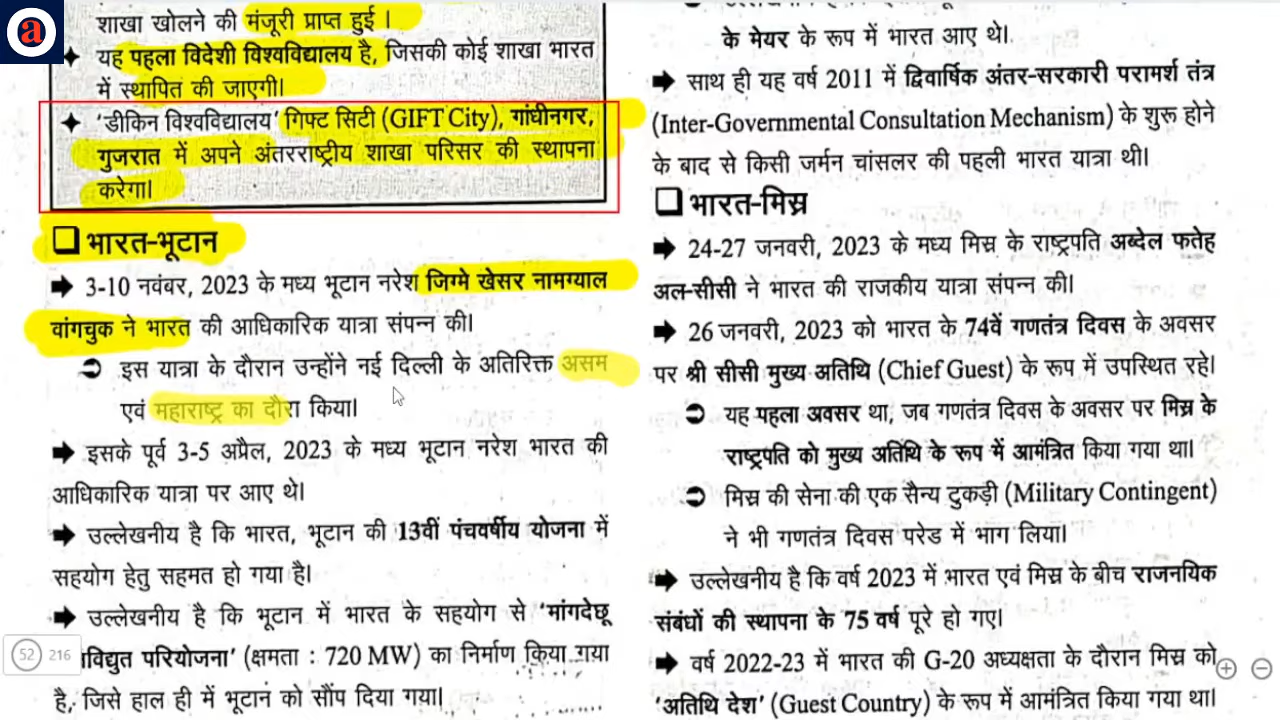 a
शाखा खोलने की मंजूरी प्राप्त हुई ।
यह पहला विदेशी विश्वविद्यालय है, जिसकी कोई शाखा भारत
में स्थापित की जाएगी।
'डीकिन विश्वविद्यालय' गिफ्ट सिटी (GIFT City), गांधीनगर,
गुजरात में अपने अंतरराष्ट्रीय शाखा परिसर की स्थापना
करेगा।
भारत-भूटान
3-10 नवंबर, 2023 के मध्य भूटान नरेश जिग्मे खेसर नामग्याल
वांगचुक ने भारत की आधिकारिक यात्रा संपन्न की।
इस यात्रा के दौरान उन्होंने नई दिल्ली के अतिरिक्त असम
एवं महाराष्ट्र का दौरा किया।
इसके पूर्व 3-5 अप्रैल, 2023 के मध्य भूटान नरेश भारत की
आधिकारिक यात्रा पर आए थे।
उल्लेखनीय है कि भारत, भूटान की 13वीं पंचवर्षीय योजना में
सहयोग हेतु सहमत हो गया है।
उल्लेखनीय है कि भूटान में भारत के सहयोग से 'मांगदेछू
विद्युत परियोजना' (क्षमता : 720 MW) का निर्माण किया गया
है, जिसे हाल ही में भूटान को सौंप दिया गया।
52 216
के मेयर के रूप में भारत आए थे।
साथ ही यह वर्ष 2011 में द्विवार्षिक अंतर-सरकारी परामर्श तंत्र
(Inter-Governmental Consultation Mechanism) के शुरू होने
के बाद से किसी जर्मन चांसलर की पहली भारत यात्रा थी।
भारत-मिस्र
24-27 जनवरी, 2023 के मध्य मिस्र के राष्ट्रपति अब्देल फतेह
अल-सीसी ने भारत की राजकीय यात्रा संपन्न की।
26 जनवरी, 2023 को भारत के 74वें गणतंत्र दिवस के अवसर
पर श्री सीसी मुख्य अतिथि (Chief Guest) के रूप में उपस्थित रहे।
यह पहला अवसर था, जब गणतंत्र दिवस के अवसर पर मिस्र के
राष्ट्रपति को मुख्य अतिथि के रूप में आमंत्रित किया गया था।
मिस्र की सेना की एक सैन्य टुकड़ी (Military Contingent)
ने भी गणतंत्र दिवस परेड में भाग लिया।
उल्लेखनीय है कि वर्ष 2023 में भारत एवं मिस्र के बीच राजनयिक
संबंधों की स्थापना के 75 वर्ष पूरे हो गए।
वर्ष 2022-23 में भारत की G-20 अध्यक्षता के दौरान मिस्र को
'अतिथि देश' (Guest Country) के रूप में आमंत्रित किया गया था।